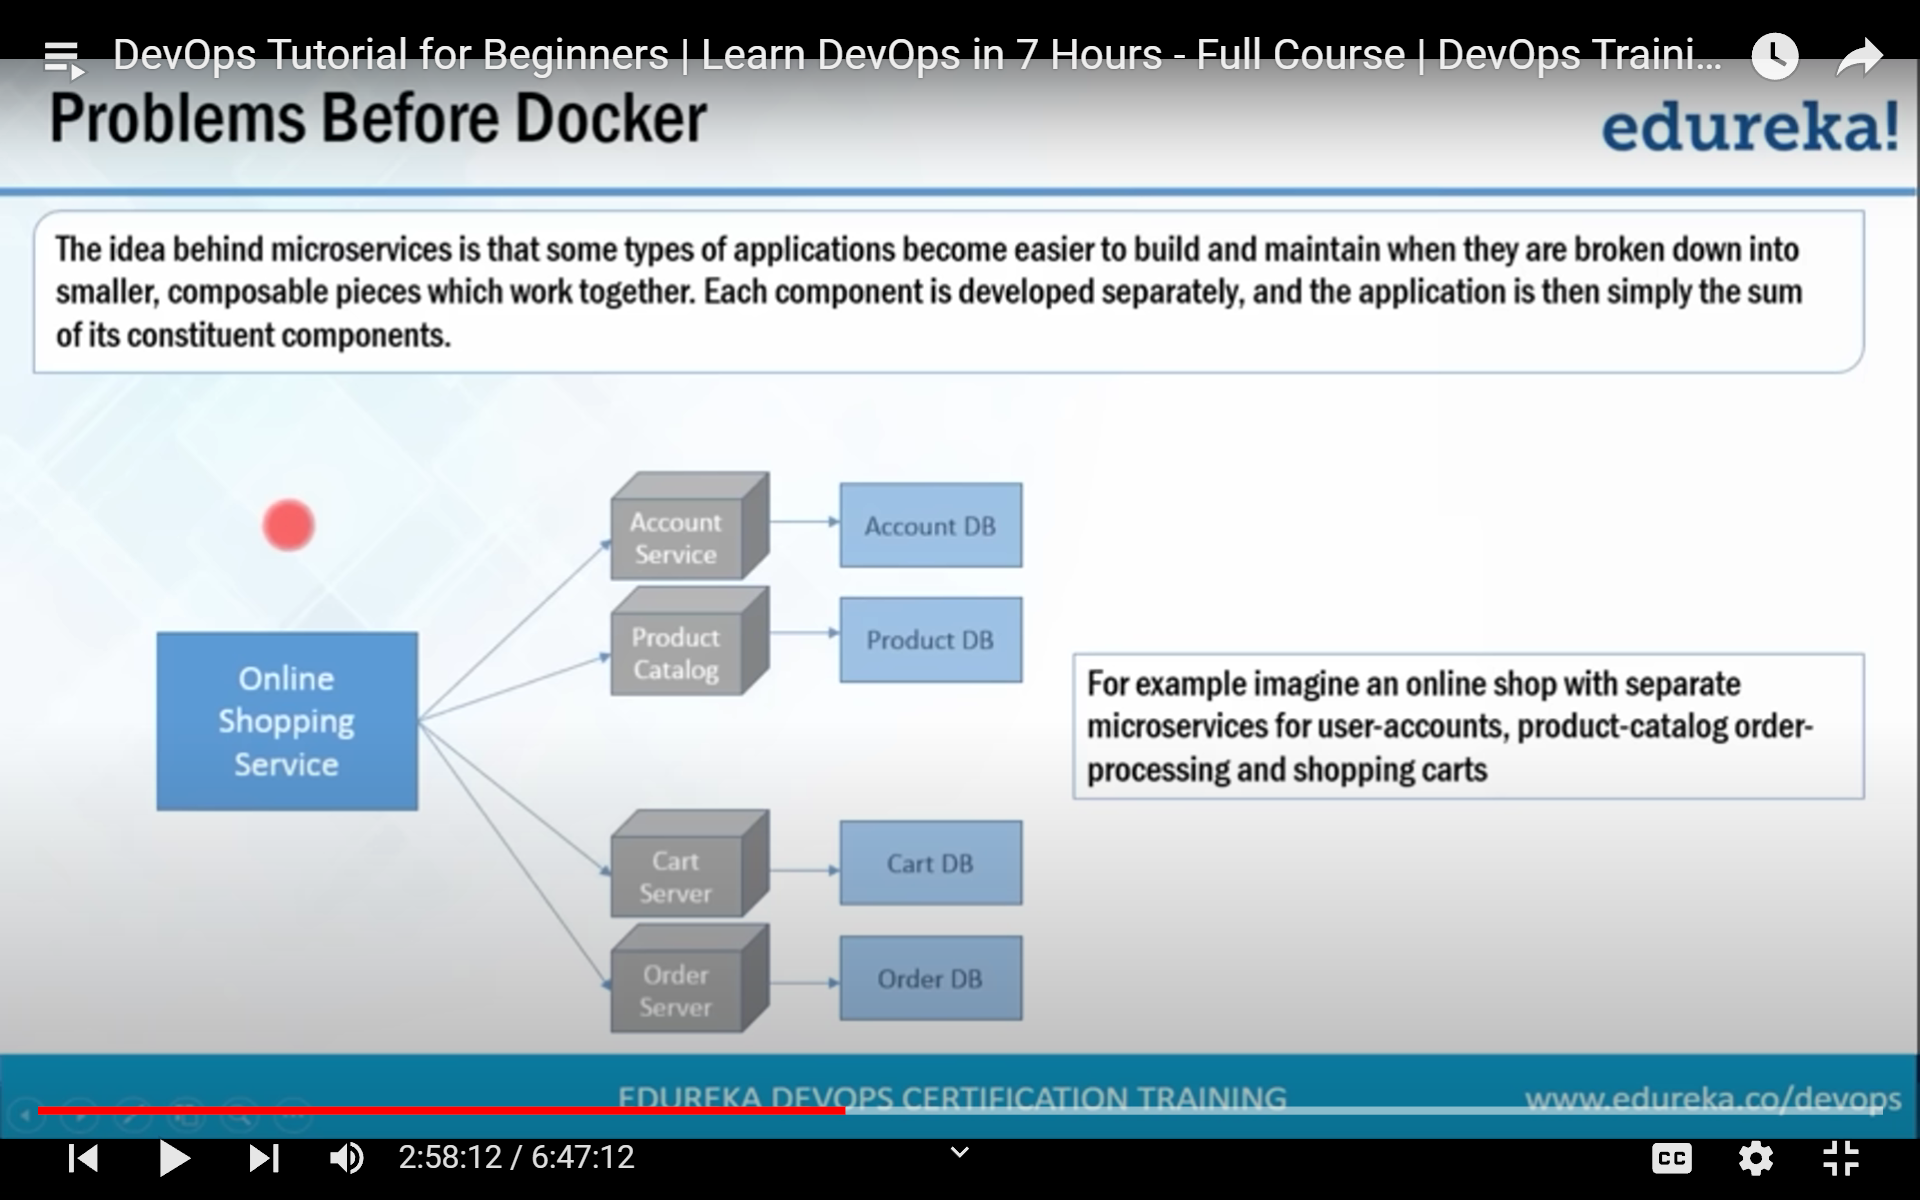 DevOps Tutorial for Beginners | Learn DevOps in 7 Hours - Full Course | DevOps Traini...
Problems Before Docker
edureka!
The idea behind microservices is that some types of applications become easier to build and maintain when they are broken down into
smaller, composable pieces which work together. Each component is developed separately, and the application is then simply the sum
of its constituent components.
Online
Shopping
Service
Account
Service
Account DB
Product
Catalog
Product DB
Cart
Server
Cart DB
Order
Server
Order DB
For example imagine an online shop with separate
microservices for user-accounts, product-catalog order-
processing and shopping carts
EDUREKA DEVOPS CERTIFICATION TRAINING
www.edureka.co/devops
2:58:12 / 6:47:12
CC